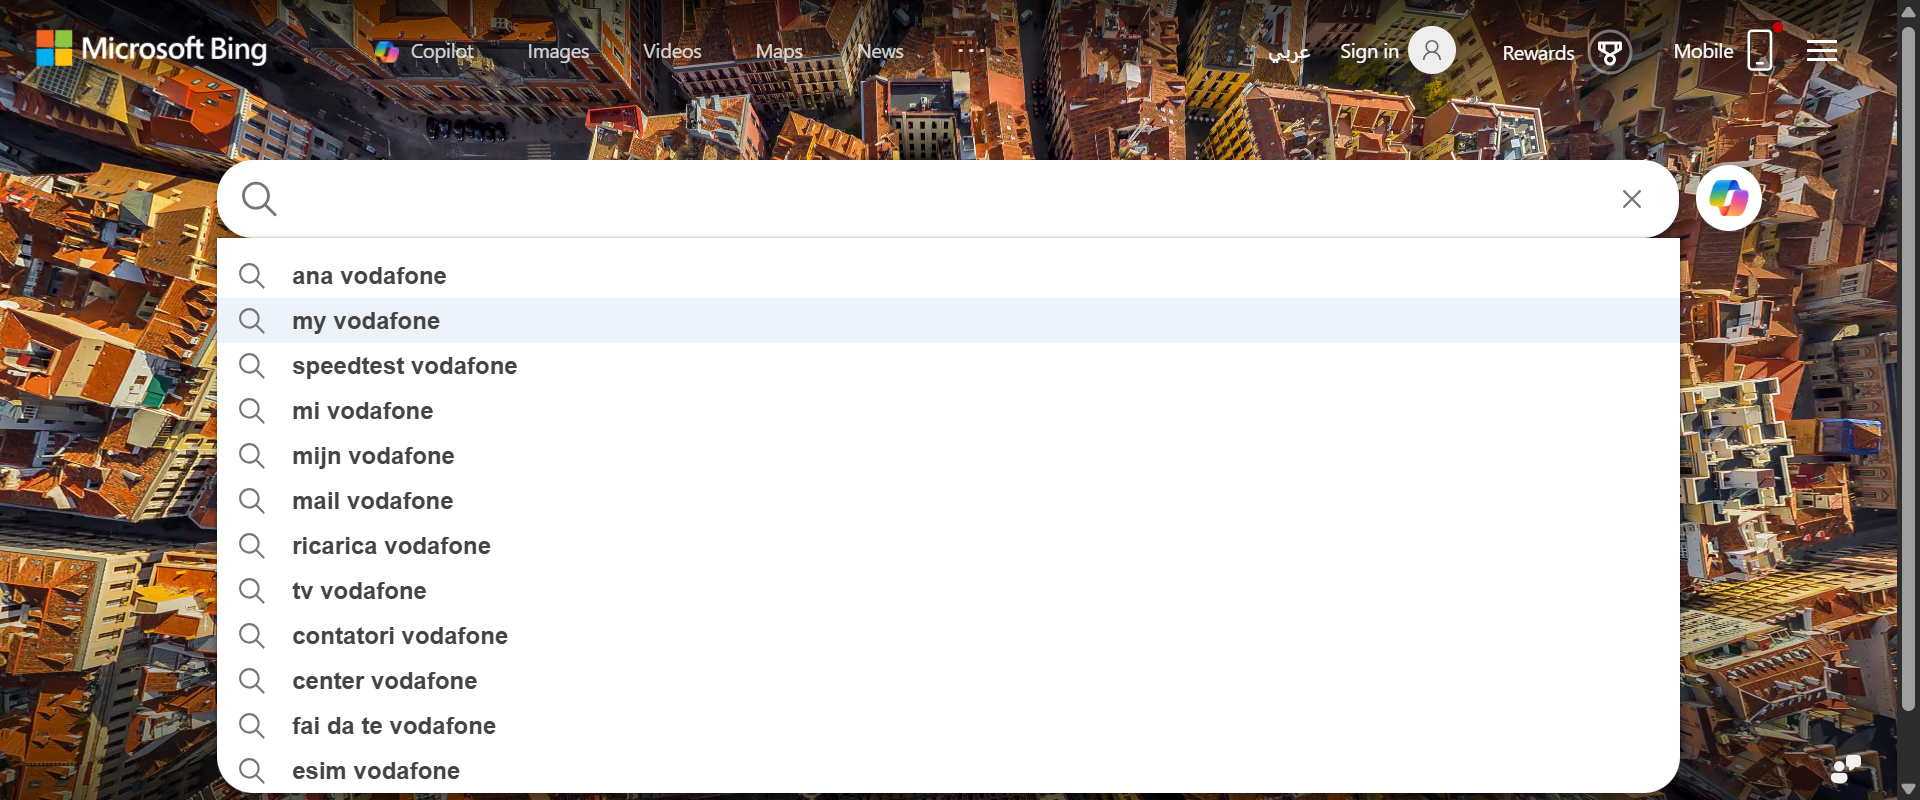 Microsoft Bing
Copilot
Images
Videos
Maps
News
عربي
Sign in
Rewards
Mobile
ana vodafone
my vodafone
speedtest vodafone
mi vodafone
mijn vodafone
mail vodafone
ricarica vodafone
tv vodafone
contatori vodafone
center vodafone
fai da te vodafone
esim vodafone